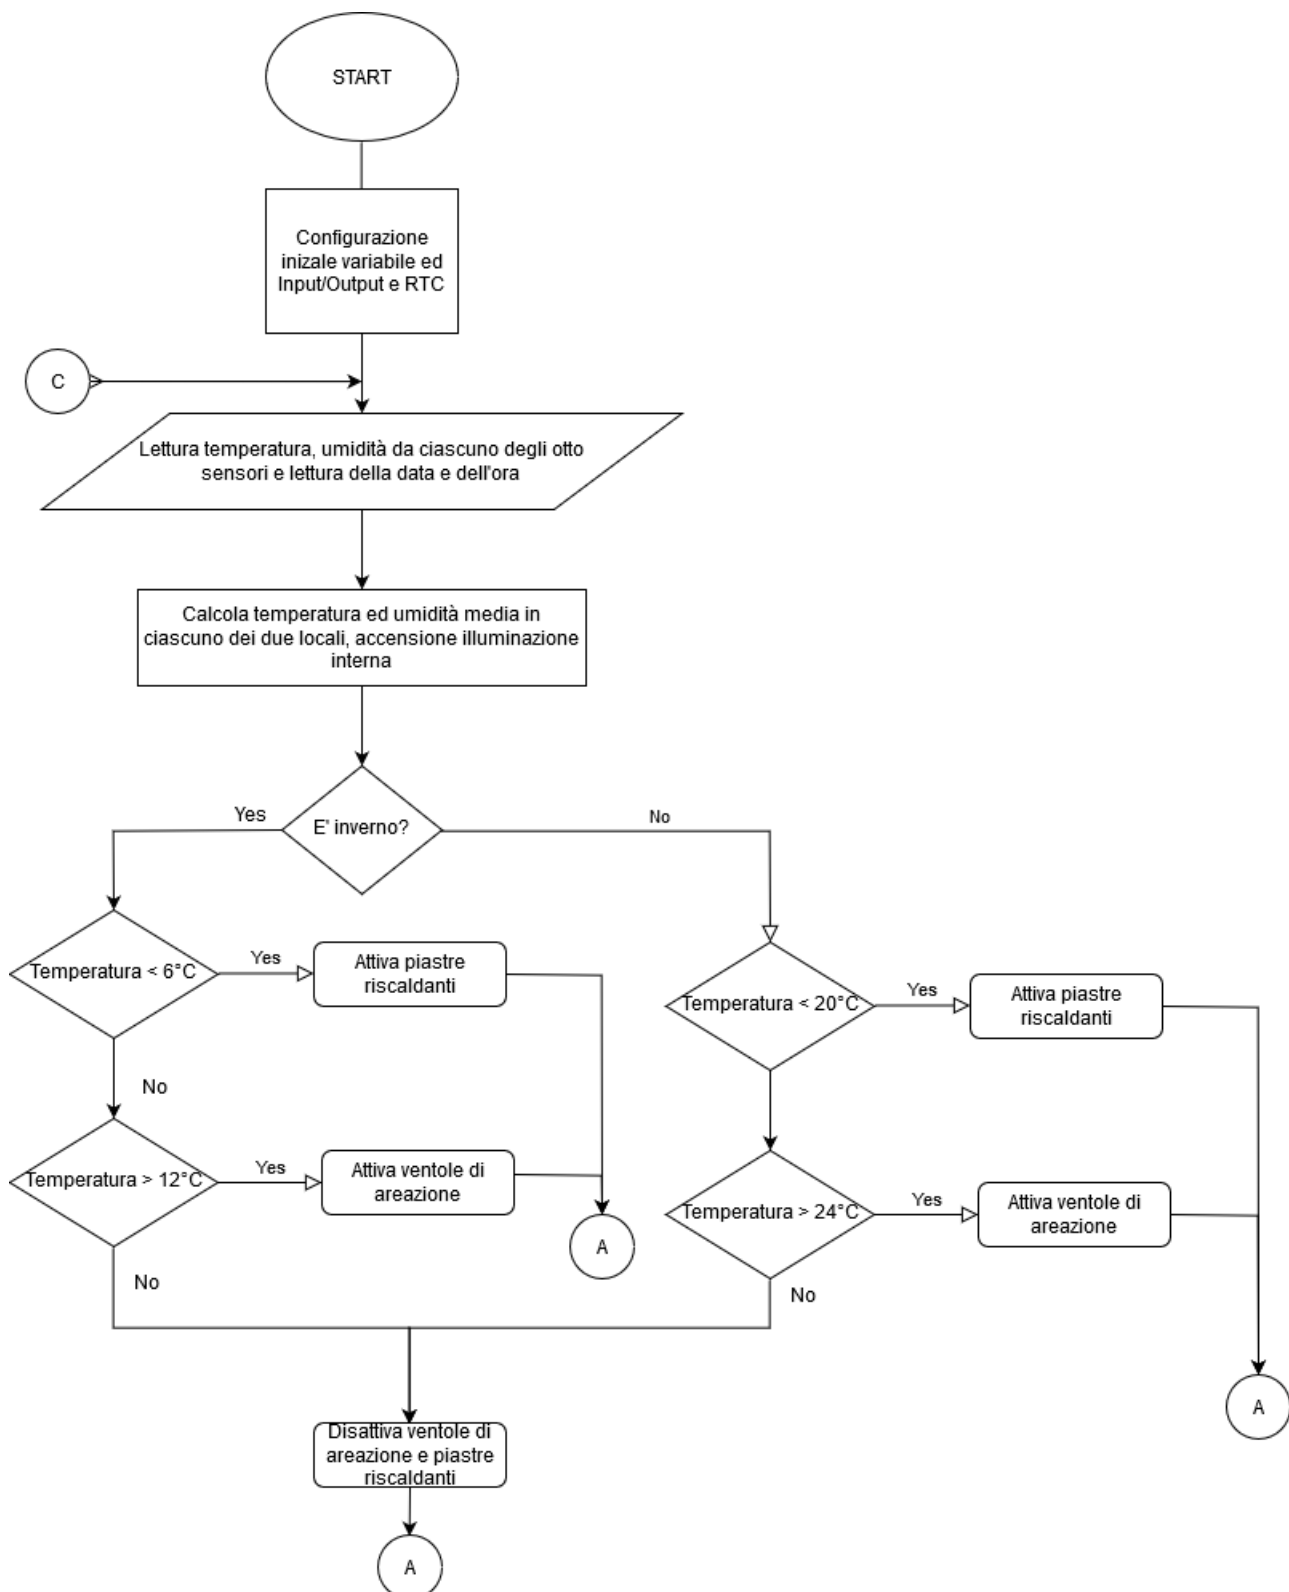 START
Configurazione
inizale variabile ed
Input/Output e RTC
C
Lettura temperatura, umidità da ciascuno degli otto
sensori e lettura della data e dell'ora
Calcola temperatura ed umidità media in
ciascuno dei due locali, accensione illuminazione
interna
E' inverno?
Yes
No
Temperatura < 6°C
Yes
Attiva piastre
riscaldanti
No
Temperatura > 12°C
Yes
Attiva ventole di
areazione
A
No
Temperatura < 20°C
Yes
Attiva piastre
riscaldanti
Temperatura > 24°C
Yes
Attiva ventole di
areazione
No
A
Disattiva ventole di
areazione e piastre
riscaldanti
A